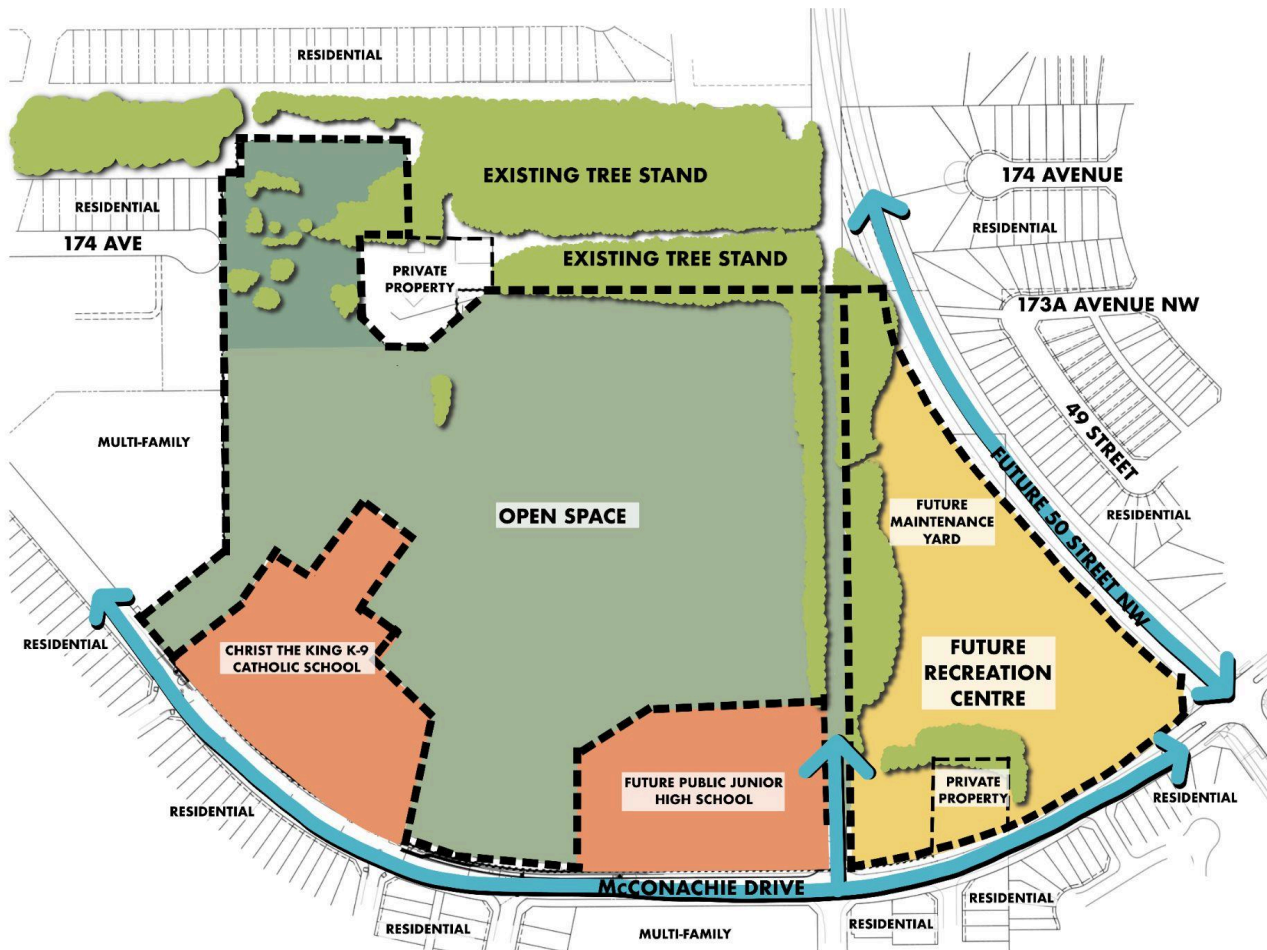 RESIDENTIAL
EXISTING TREE STAND
174 AVENUE
RESIDENTIAL
RESIDENTIAL
174 AVE
EXISTING TREE STAND
PRIVATE
PROPERTY
173A AVENUE NW
49 STREET
MULTI-FAMILY
FUTURE 50 STREET NW
OPEN SPACE
FUTURE
MAINTENANCE
YARD
RESIDENTIAL
RESIDENTIAL
CHRIST THE KING K-9
CATHOLIC SCHOOL
FUTURE
RECREATION
CENTRE
FUTURE PUBLIC JUNIOR
HIGH SCHOOL
PRIVATE
PROPERTY
RESIDENTIAL
RESIDENTIAL
McCONACHIE DRIVE
RESIDENTIAL
RESIDENTIAL
RESIDENTIAL
MULTI-FAMILY